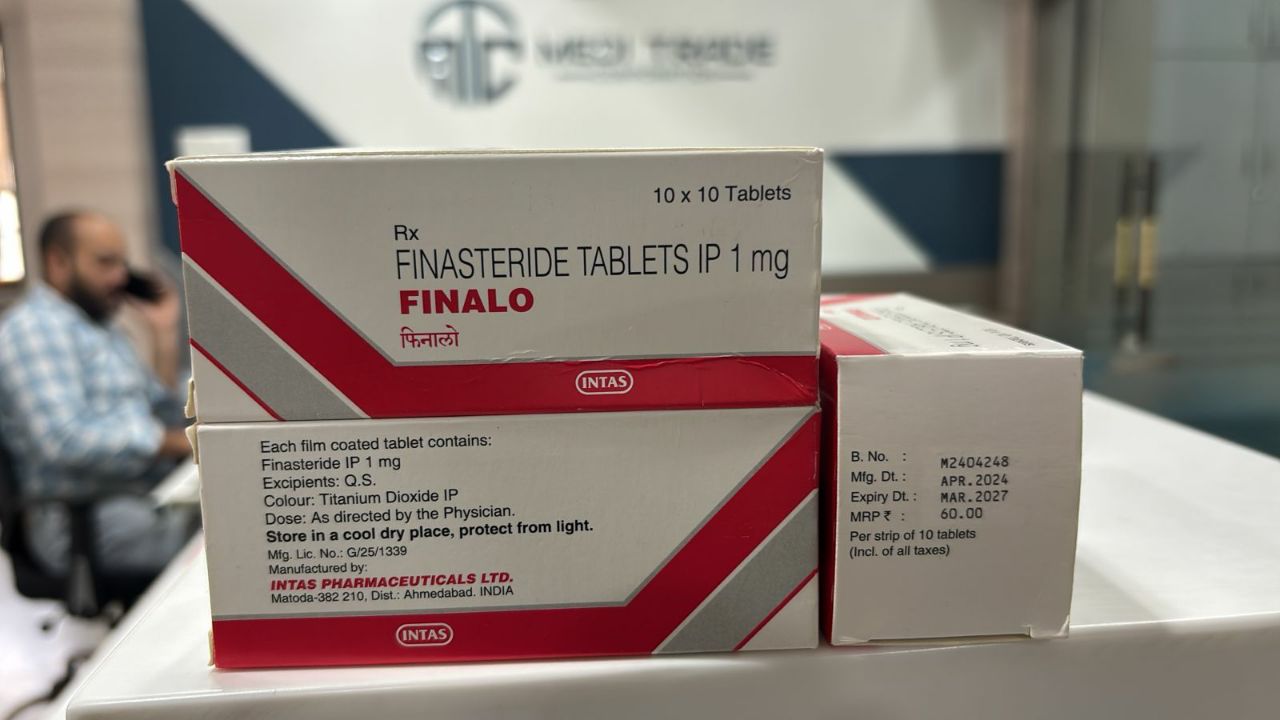 MEDI TRADE
10 x 10 Tablets
Rx
FINASTERIDE TABLETS IP 1 mg
FINALO
फिनालो
INTAS
Each film coated tablet contains:
Finasteride IP 1 mg
Excipients: Q.S.
Colour: Titanium Dioxide IP
Dose: As directed by the Physician.
Store in a cool dry place, protect from light.
Mfg. Lic. No.: G/25/1339
Manufactured by:
INTAS PHARMACEUTICALS LTD.
Matoda-382 210, Dist.: Ahmedabad. INDIA
INTAS
B. No. : M2404248
Mfg. Dt. : APR.2024
Expiry Dt. : MAR.2027
MRP ₹ : 60.00
Per strip of 10 tablets
(Incl. of all taxes)